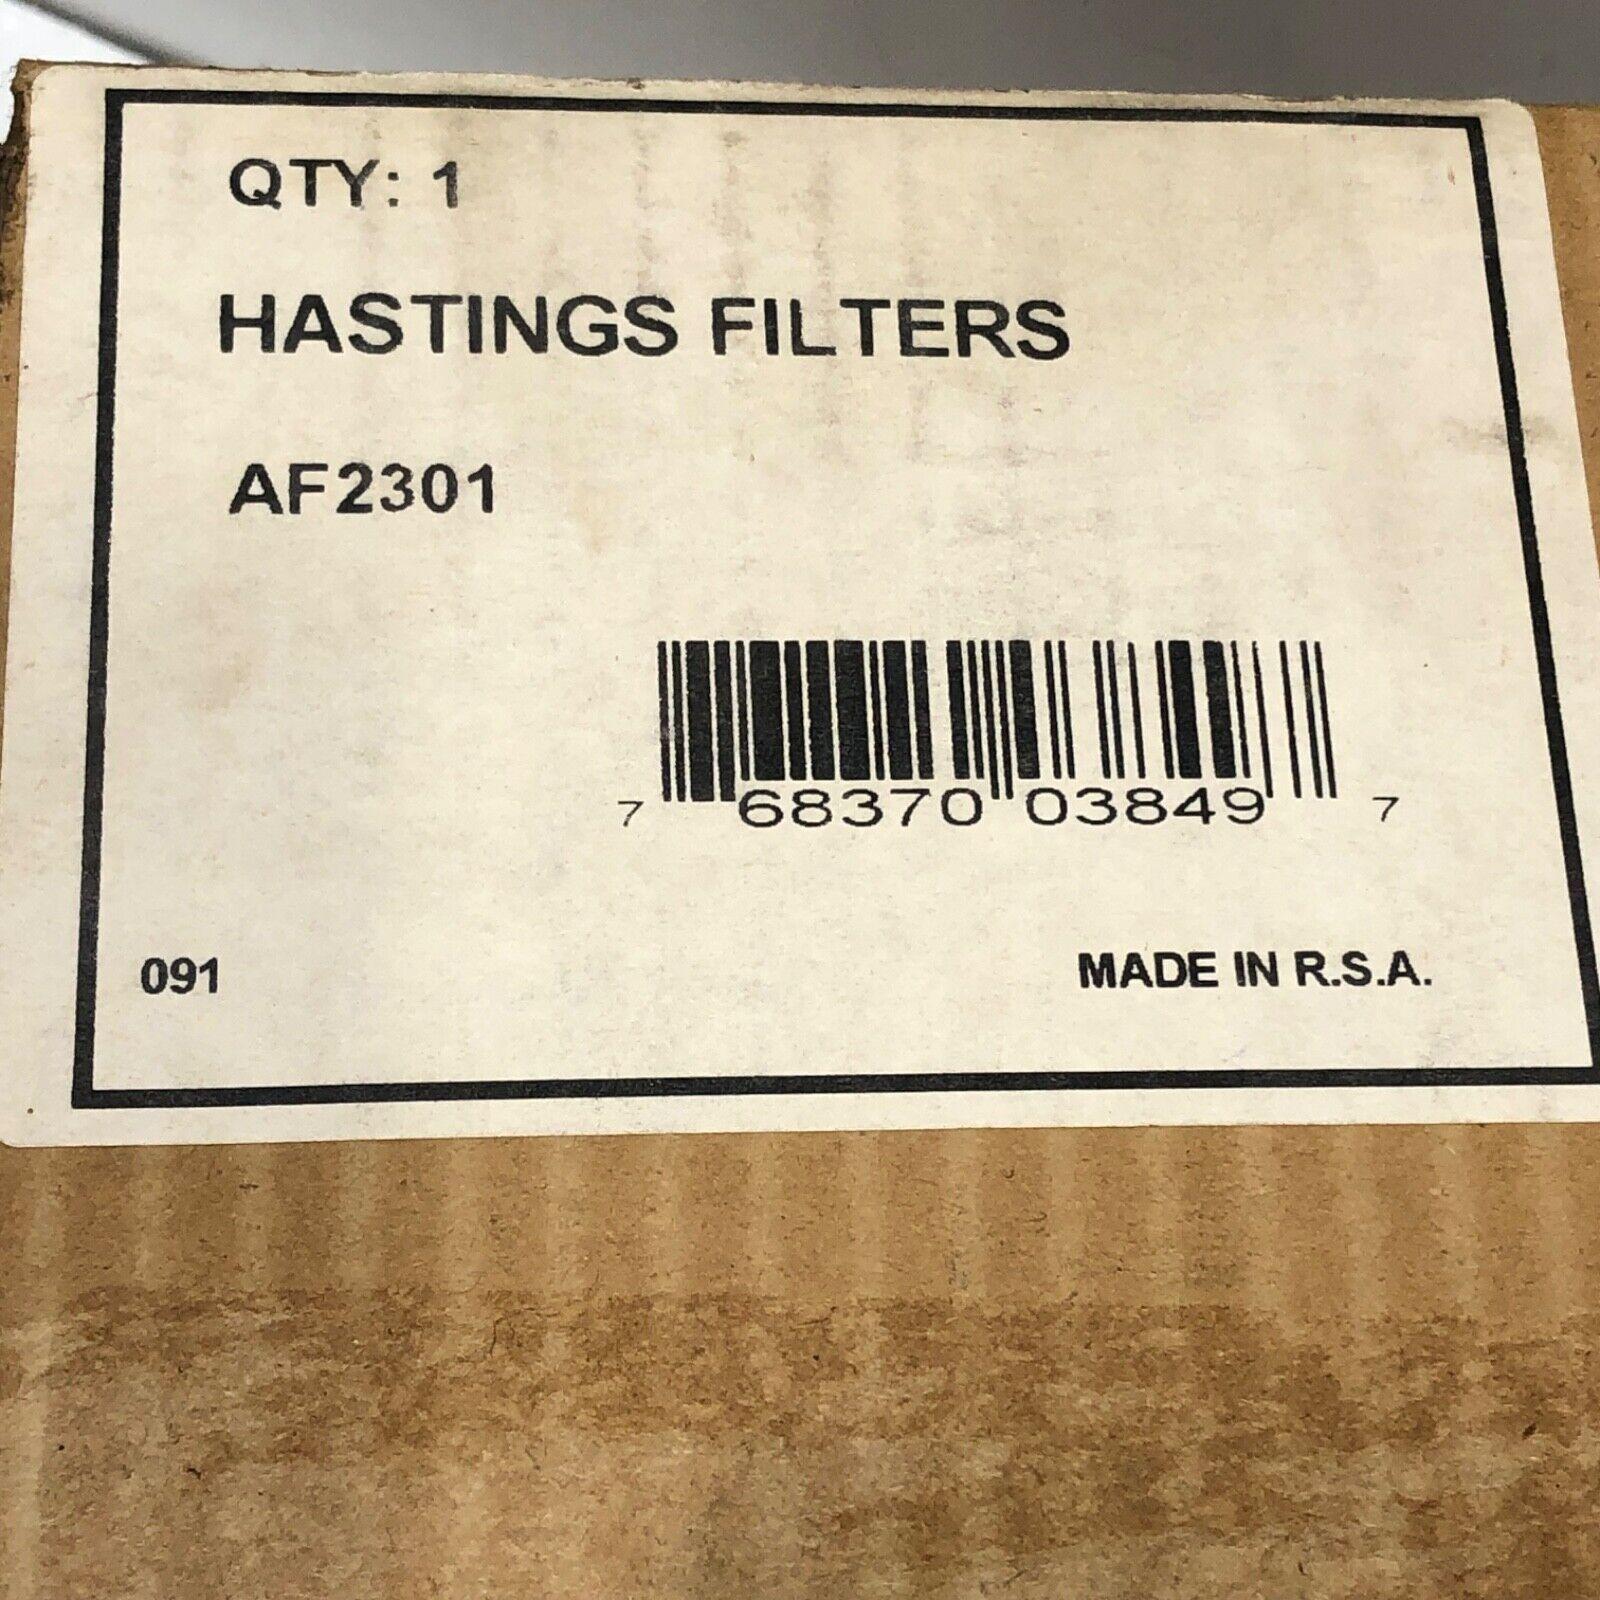 QTY: 1
HASTINGS FILTERS
AF2301
7 68370 03849 7
091
MADE IN R.S.A.